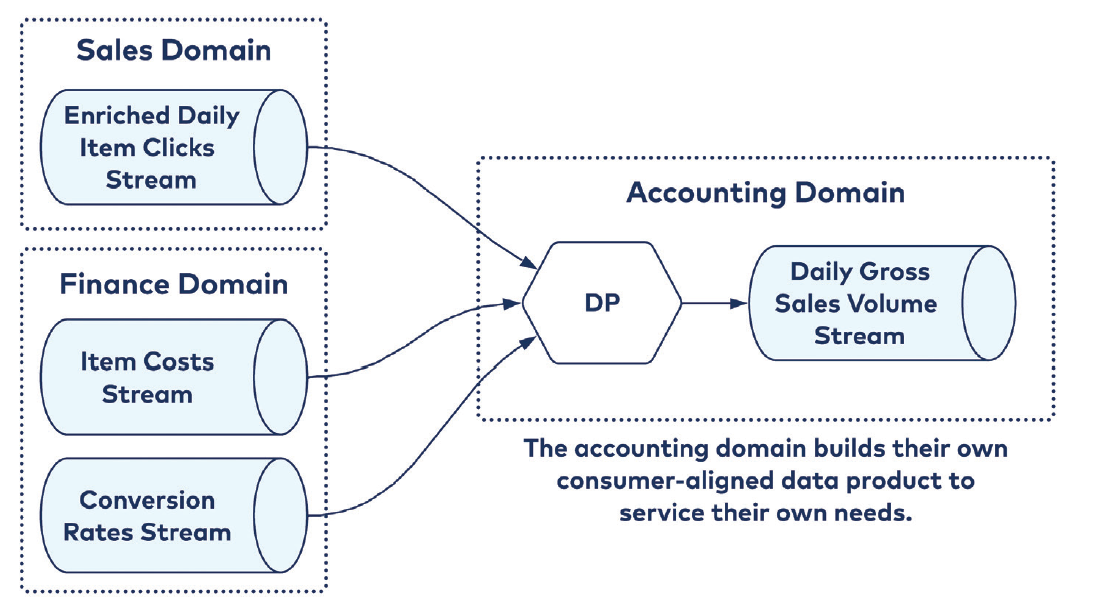 Sales Domain
Enriched Daily
Item Clicks
Stream
Finance Domain
Item Costs
Stream
Conversion
Rates Stream
Accounting Domain
DP
Daily Gross
Sales Volume
Stream
The accounting domain builds their own
consumer-aligned data product to
service their own needs.